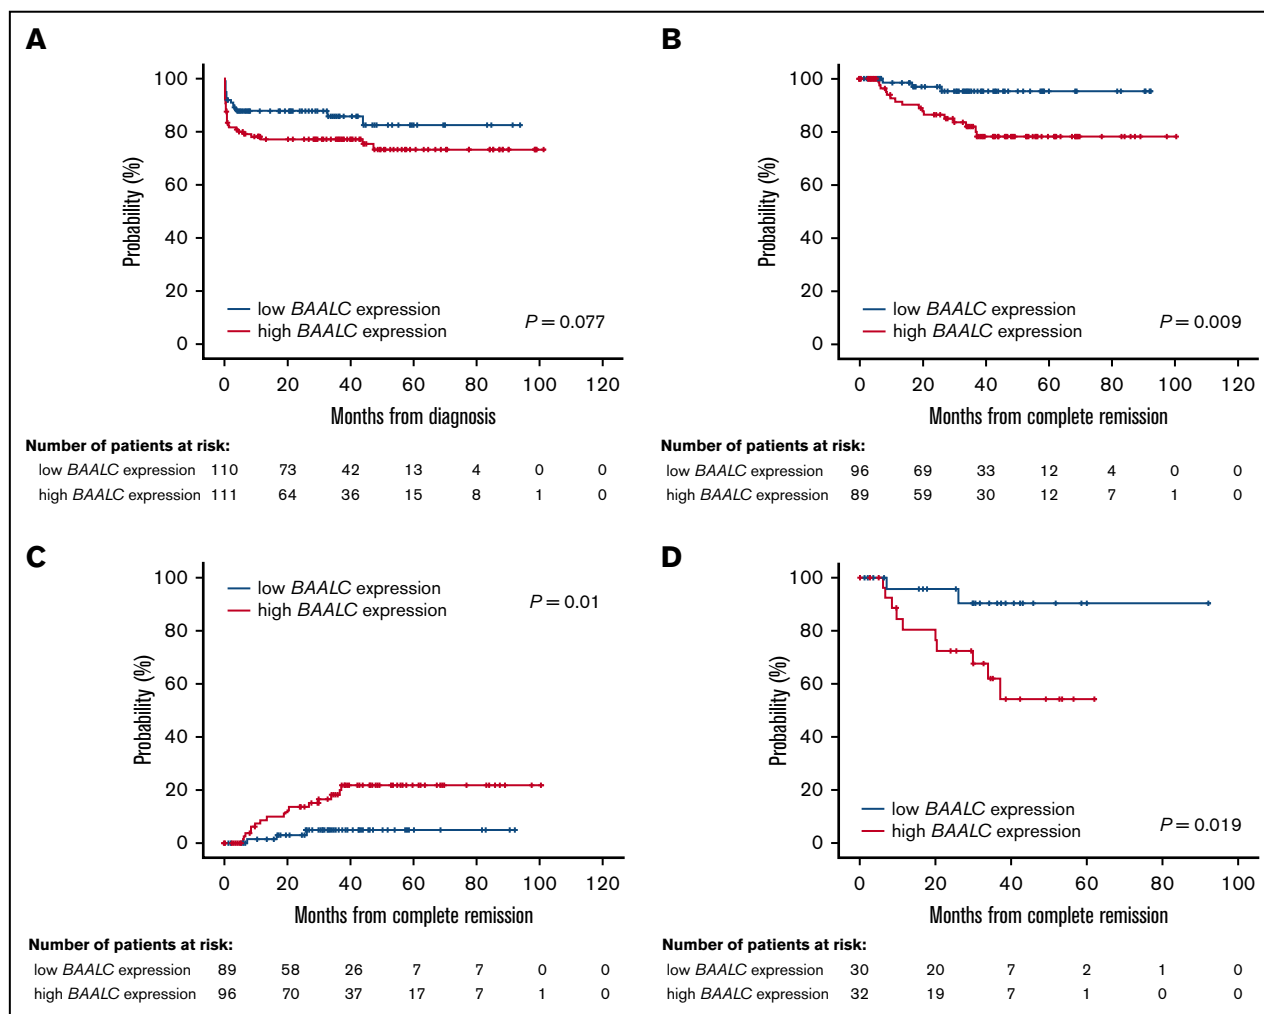 A
Probability (%)
100
80
60
40
20
0
low BAALC expression
high BAALC expression
P = 0.077
0 20 40 60 80 100 120
Months from diagnosis
Number of patients at risk:
low BAALC expression 110 73 42 13 4 0 0
high BAALC expression 111 64 36 15 8 1 0
B
Probability (%)
100
80
60
40
20
0
low BAALC expression
high BAALC expression
P = 0.009
0 20 40 60 80 100 120
Months from complete remission
Number of patients at risk:
low BAALC expression 96 69 33 12 4 0 0
high BAALC expression 89 59 30 12 7 1 0
C
Probability (%)
100
80
60
40
20
0
low BAALC expression
high BAALC expression
P = 0.01
0 20 40 60 80 100 120
Months from complete remission
Number of patients at risk:
low BAALC expression 89 58 26 7 7 0 0
high BAALC expression 96 70 37 17 7 1 0
D
Probability (%)
100
80
60
40
20
0
low BAALC expression
high BAALC expression
P = 0.019
0 20 40 60 80 100
Months from complete remission
Number of patients at risk:
low BAALC expression 30 20 7 2 1 0
high BAALC expression 32 19 7 1 0 0